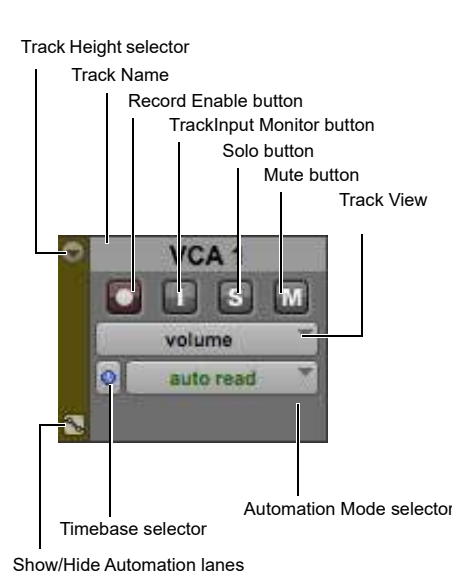 Track Height selector
Track Name
Record Enable button
TrackInput Monitor button
Solo button
Mute button
Track View
VCA 1
I S M
volume
auto read
Automation Mode selector
Timebase selector
Show/Hide Automation lanes